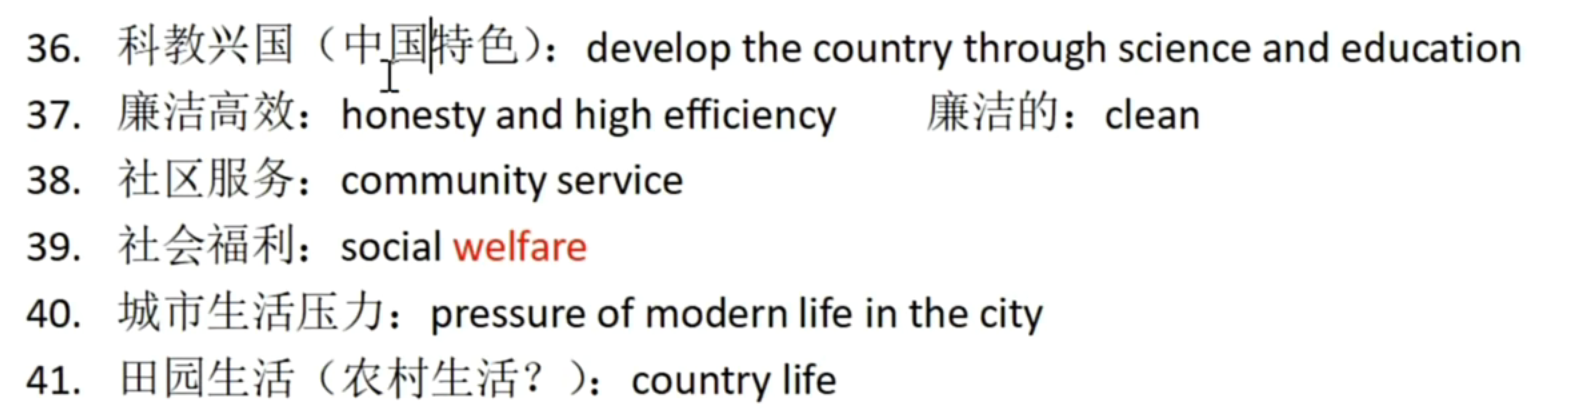 36. 科教兴国（中国特色）：develop the country through science and education
37. 廉洁高效：honesty and high efficiency 廉洁的：clean
38. 社区服务：community service
39. 社会福利：social welfare
40. 城市生活压力：pressure of modern life in the city
41. 田园生活（农村生活？）：country life